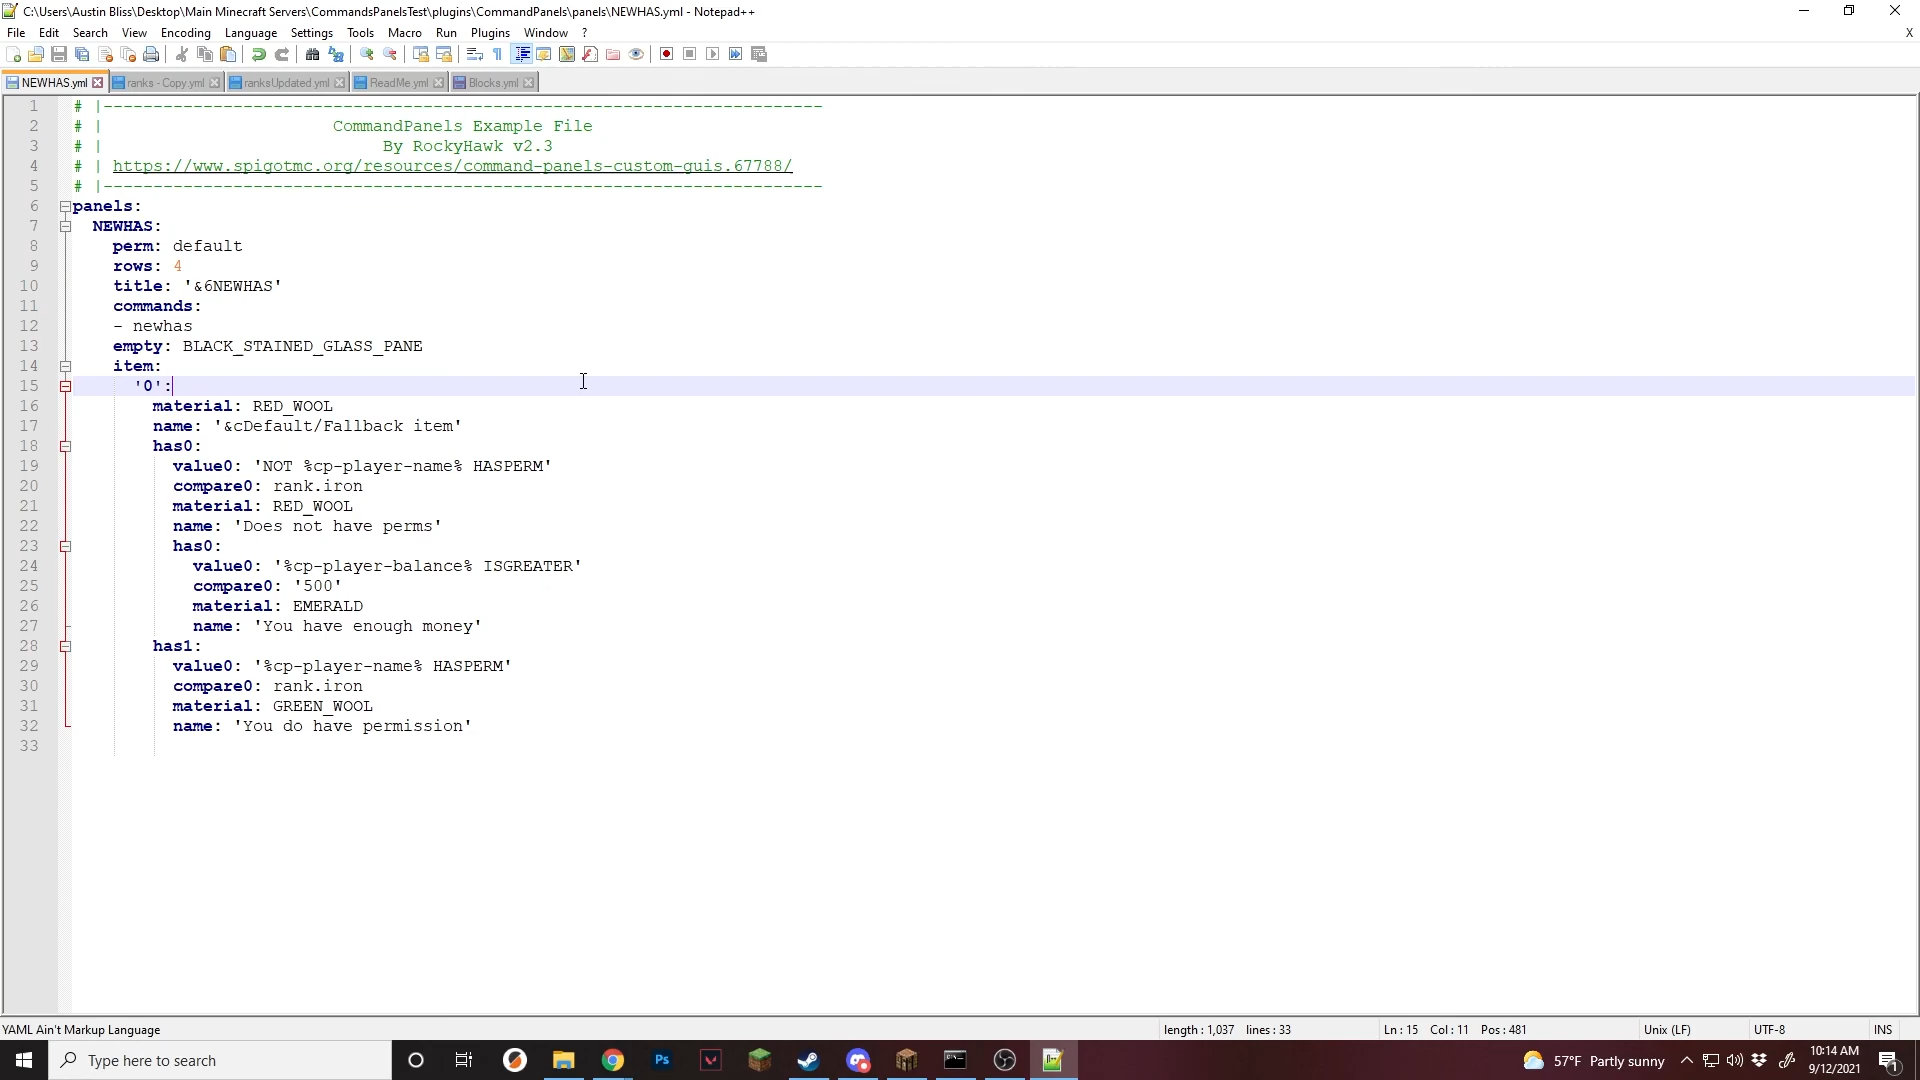 C:\Users\Austin Bliss\Desktop\Main Minecraft Servers\CommandsPanelsTest\plugins\CommandPanels\panels\NEWHAS.yml - Notepad++
File Edit Search View Encoding Language Settings Tools Macro Run Plugins Window ? X
NEWHAS.yml ranks - Copy.yml ranksUpdated.yml ReadMe.yml Blocks.yml
1 # |------------------------------------------------------------------------
2 # | CommandPanels Example File
3 # | By RockyHawk v2.3
4 # | https://www.spigotmc.org/resources/command-panels-custom-guis.67788/
5 # |------------------------------------------------------------------------
6 panels:
7 NEWHAS:
8 perm: default
9 rows: 4
10 title: '&6NEWHAS'
11 commands:
12 - newhas
13 empty: BLACK_STAINED_GLASS_PANE
14 item:
15 '0':
16 material: RED_WOOL
17 name: '&cDefault/Fallback item'
18 has0:
19 value0: 'NOT %cp-player-name% HASPERM'
20 compare0: rank.iron
21 material: RED_WOOL
22 name: 'Does not have perms'
23 has0:
24 value0: '%cp-player-balance% ISGREATER'
25 compare0: '500'
26 material: EMERALD
27 name: 'You have enough money'
28 has1:
29 value0: '%cp-player-name% HASPERM'
30 compare0: rank.iron
31 material: GREEN_WOOL
32 name: 'You do have permission'
33
YAML Ain't Markup Language length : 1,037 lines : 33 Ln : 15 Col : 11 Pos : 481 Unix (LF) UTF-8 INS
Type here to search Ps 57°F Partly sunny 10:14 AM
9/12/2021 1